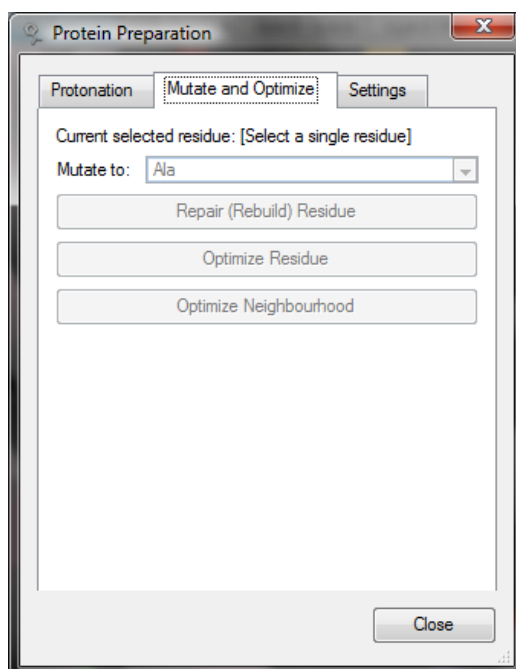 Protein Preparation
Protonation Mutate and Optimize Settings
Current selected residue: [Select a single residue]
Mutate to: Ala
Repair (Rebuild) Residue
Optimize Residue
Optimize Neighbourhood
Close